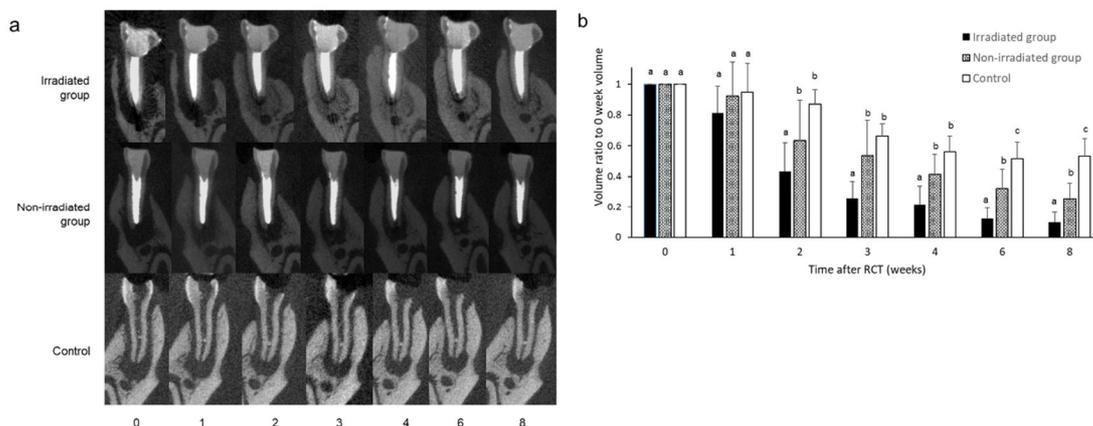 a
Irradiated
group
Non-irradiated
group
Control
0 1 2 3 4 6 8
b
Irradiated group
Non-irradiated group
Control
Volume ratio to 0 week volume
1
0.8
0.6
0.4
0.2
0
a a a
a a a
a b b
a b b
a b b
a b c
a b c
0 1 2 3 4 6 8
Time after RCT (weeks)